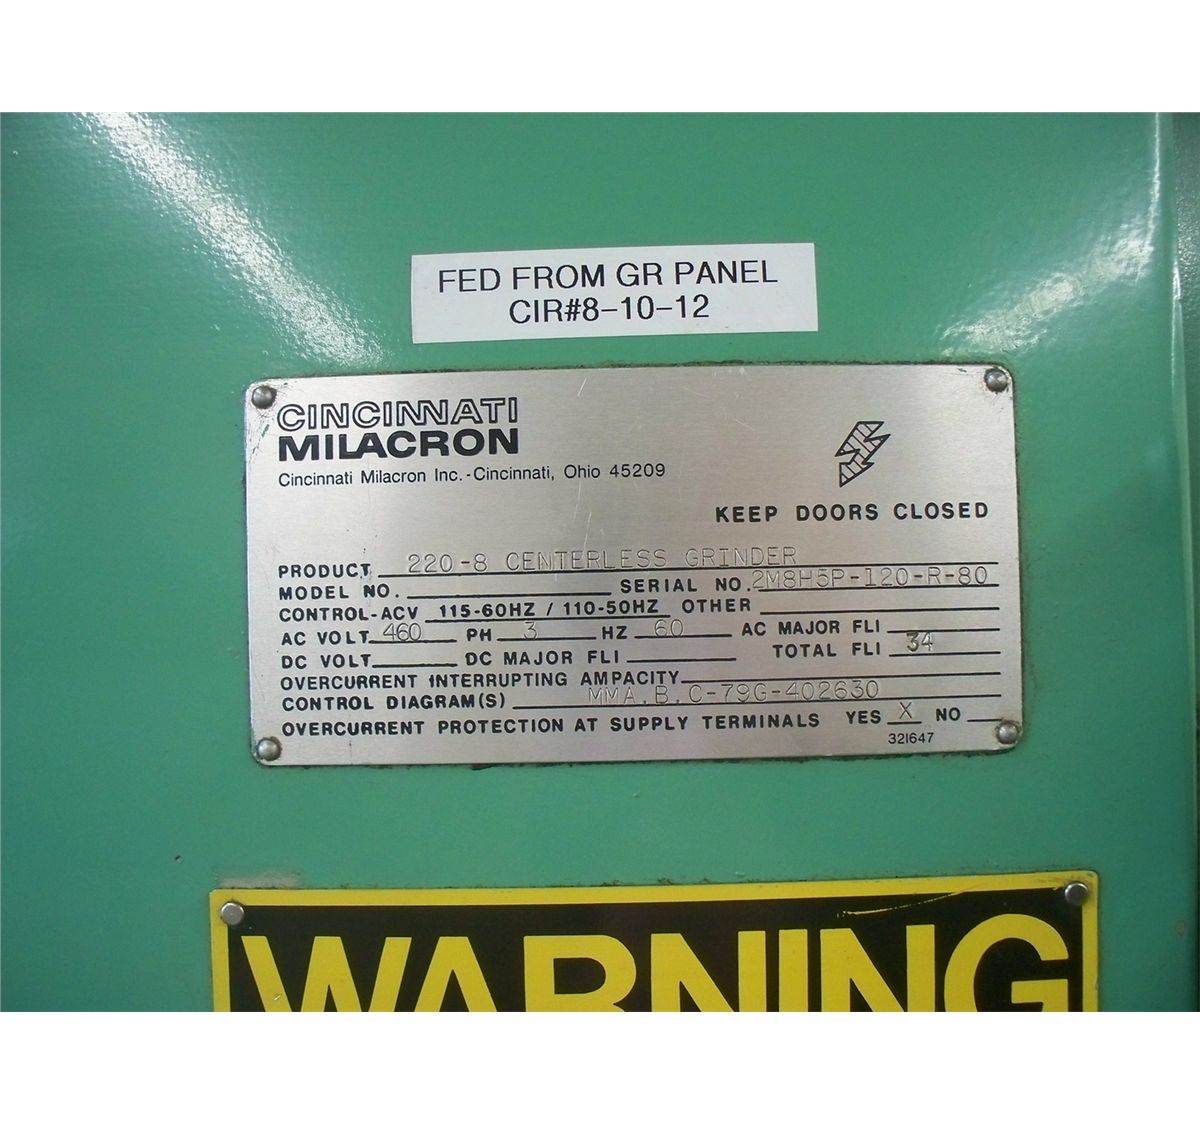 FED FROM GR PANEL
CIR#8-10-12
CINCINNATI
MILACRON
Cincinnati Milacron Inc.-Cincinnati, Ohio 45209
KEEP DOORS CLOSED
PRODUCT 220-8 CENTERLESS GRINDER
MODEL NO. SERIAL NO. 2M8H5P-120-R-80
CONTROL-ACV 115-60HZ / 110-50HZ OTHER
AC VOLT 460 PH 3 HZ 60 AC MAJOR FLI
DC VOLT DC MAJOR FLI TOTAL FLI 34
OVERCURRENT INTERRUPTING AMPACITY
CONTROL DIAGRAM(S) MMA.B.C-79G-402630
OVERCURRENT PROTECTION AT SUPPLY TERMINALS YES X NO
321647
WARNING